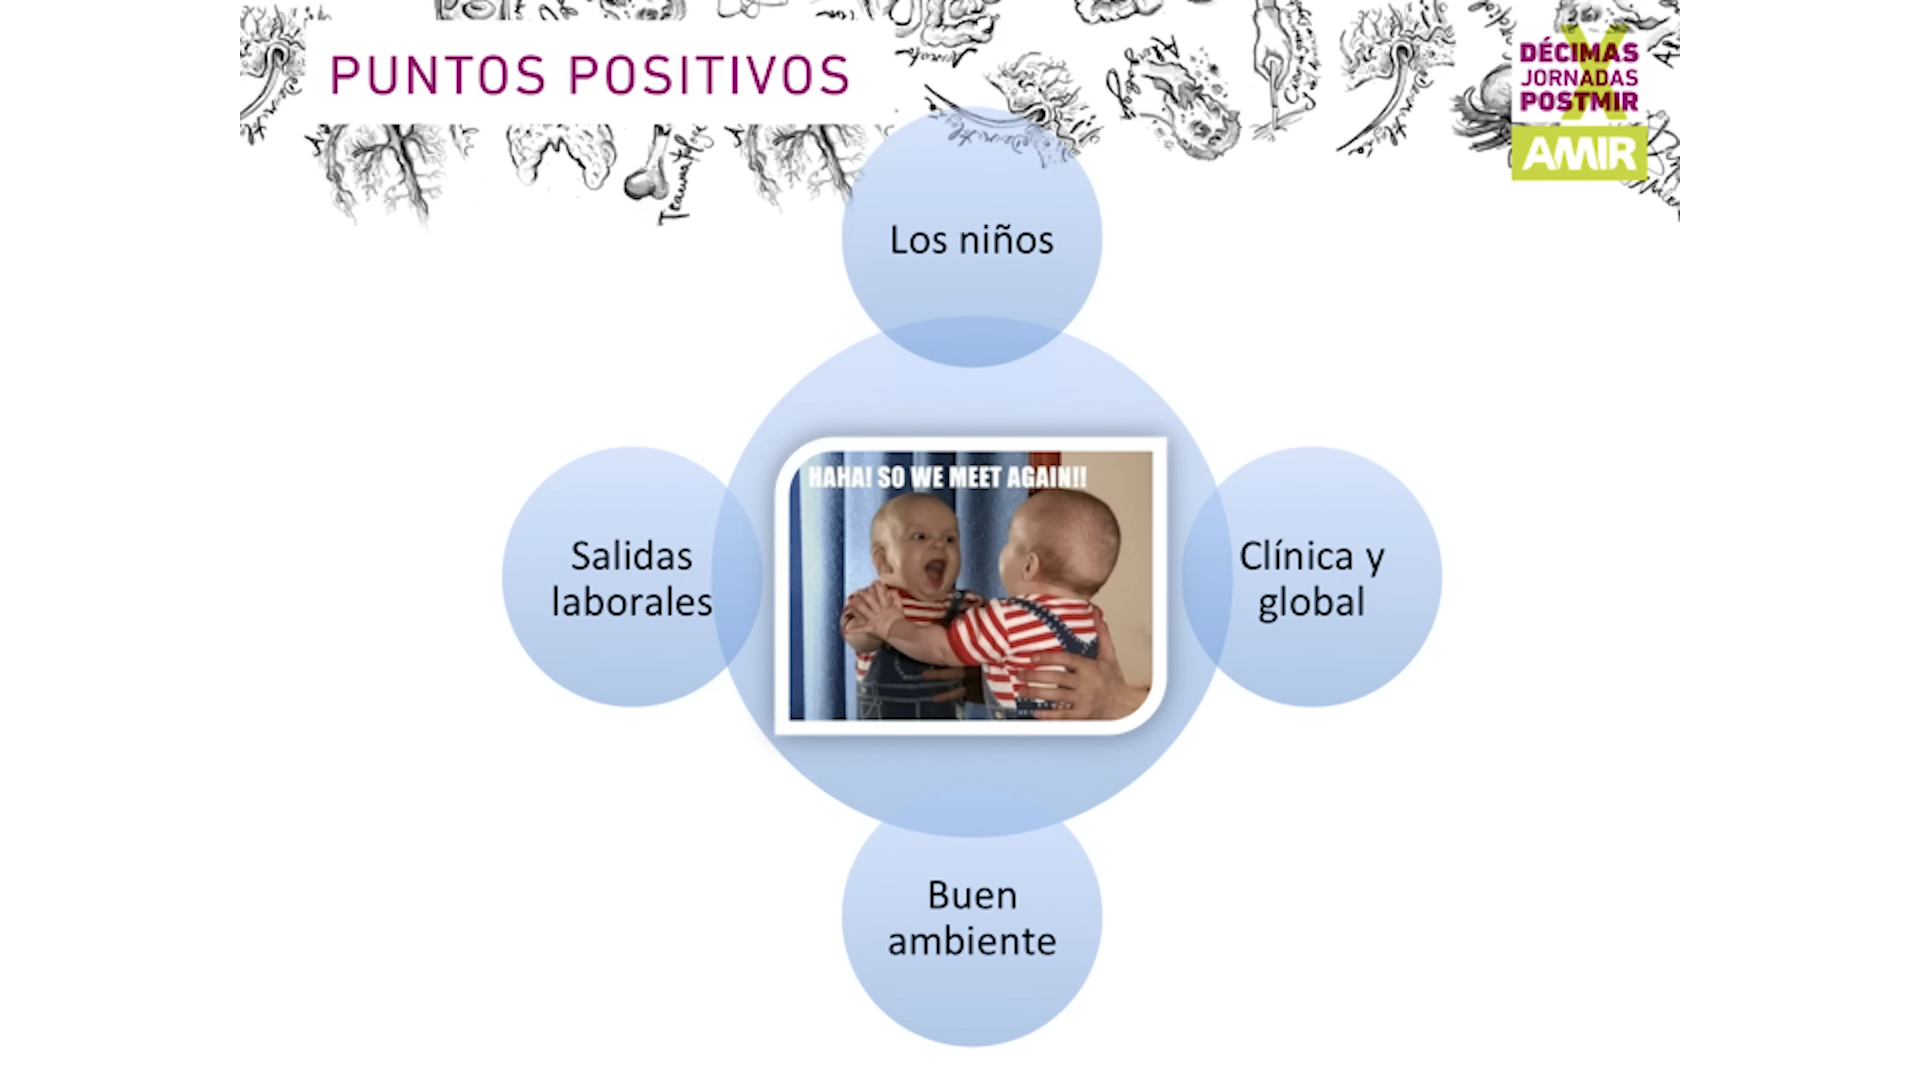 PUNTOS POSITIVOS
DÉCIMAS
JORNADAS
POSTMIR
AMIR
Los niños
HAHA! SO WE MEET AGAIN!!
Salidas
laborales
Clínica y
global
Buen
ambiente